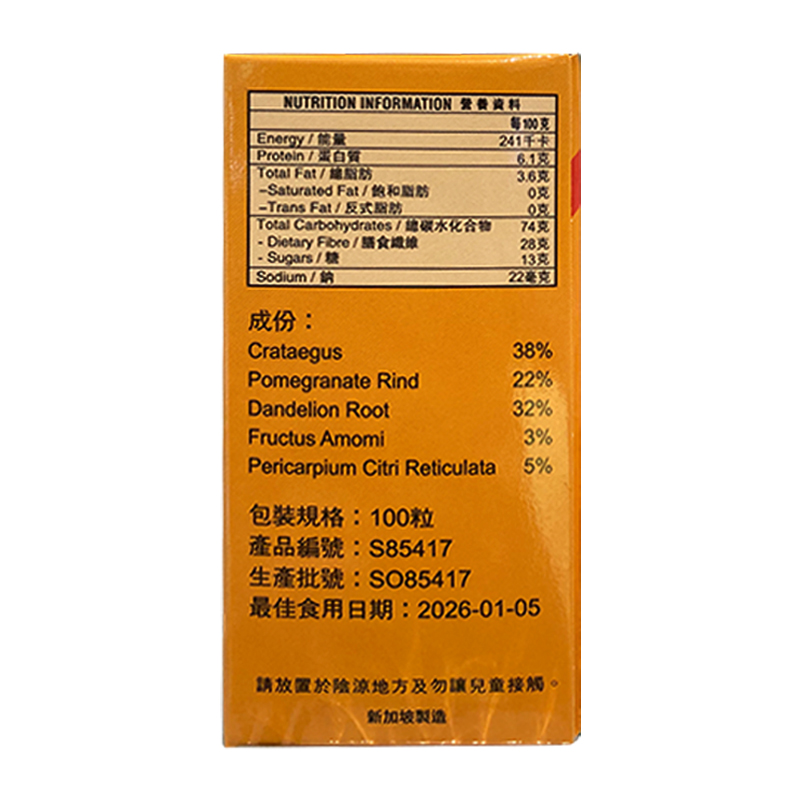 NUTRITION INFORMATION 營養資料
每100克
Energy / 能量 241千卡
Protein / 蛋白質 6.1克
Total Fat / 總脂肪 3.6克
–Saturated Fat / 飽和脂肪 0克
–Trans Fat / 反式脂肪 0克
Total Carbohydrates / 總碳水化合物 74克
- Dietary Fibre / 膳食纖維 28克
- Sugars / 糖 13克
Sodium / 鈉 22毫克
成份：
Crataegus 38%
Pomegranate Rind 22%
Dandelion Root 32%
Fructus Amomi 3%
Pericarpium Citri Reticulata 5%
包裝規格：100粒
產品編號：S85417
生產批號：SO85417
最佳食用日期：2026-01-05
請放置於陰涼地方及勿讓兒童接觸。
新加坡製造